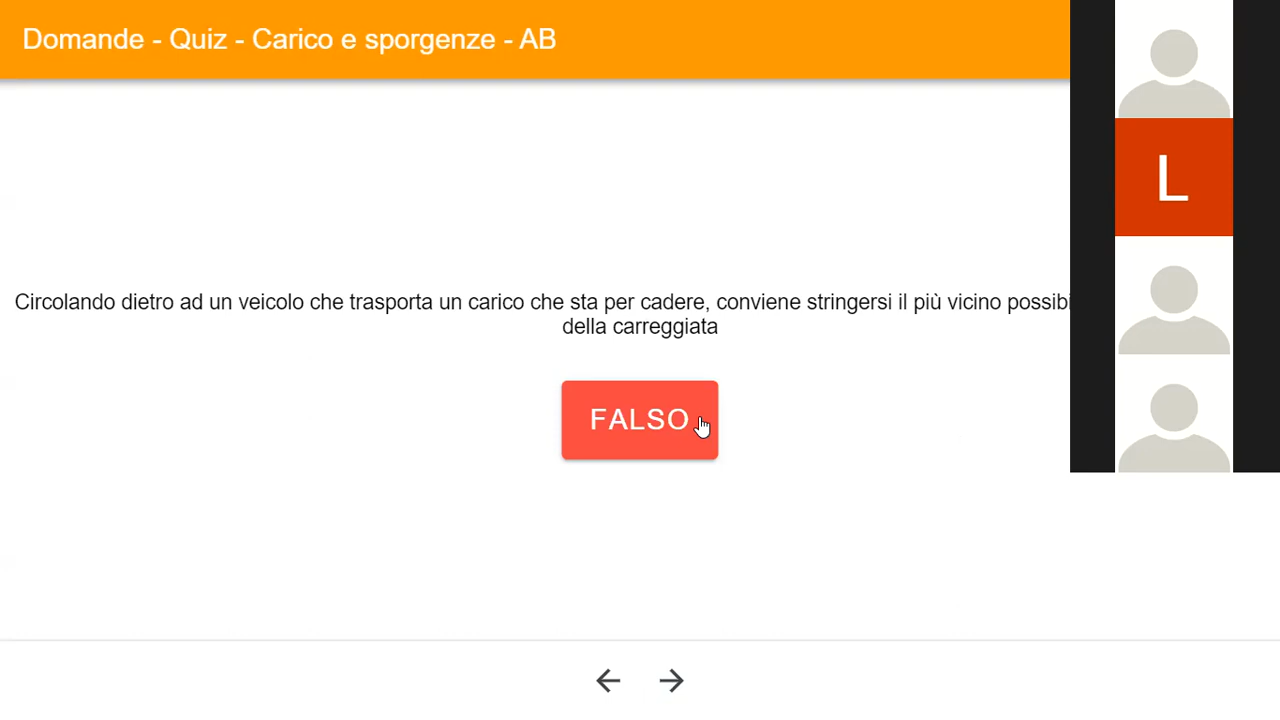 Domande - Quiz - Carico e sporgenze - AB
L
Circolando dietro ad un veicolo che trasporta un carico che sta per cadere, conviene stringersi il più vicino
della carreggiata
FALSO